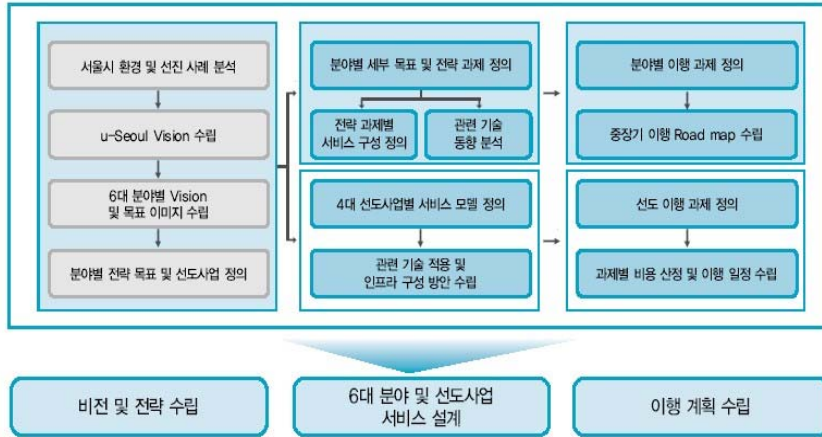 서울시 환경 및 선진 사례 분석
u-Seoul Vision 수립
6대 분야별 Vision
및 목표 이미지 수립
분야별 전략 목표 및 선도사업 정의
분야별 세부 목표 및 전략 과제 정의
전략 과제별
서비스 구성 정의
관련 기술
동향 분석
4대 선도사업별 서비스 모델 정의
관련 기술 적용 및
인프라 구성 방안 수립
분야별 이행 과제 정의
중장기 이행 Road map 수립
선도 이행 과제 정의
과제별 비용 산정 및 이행 일정 수립
비전 및 전략 수립
6대 분야 및 선도사업
서비스 설계
이행 계획 수립